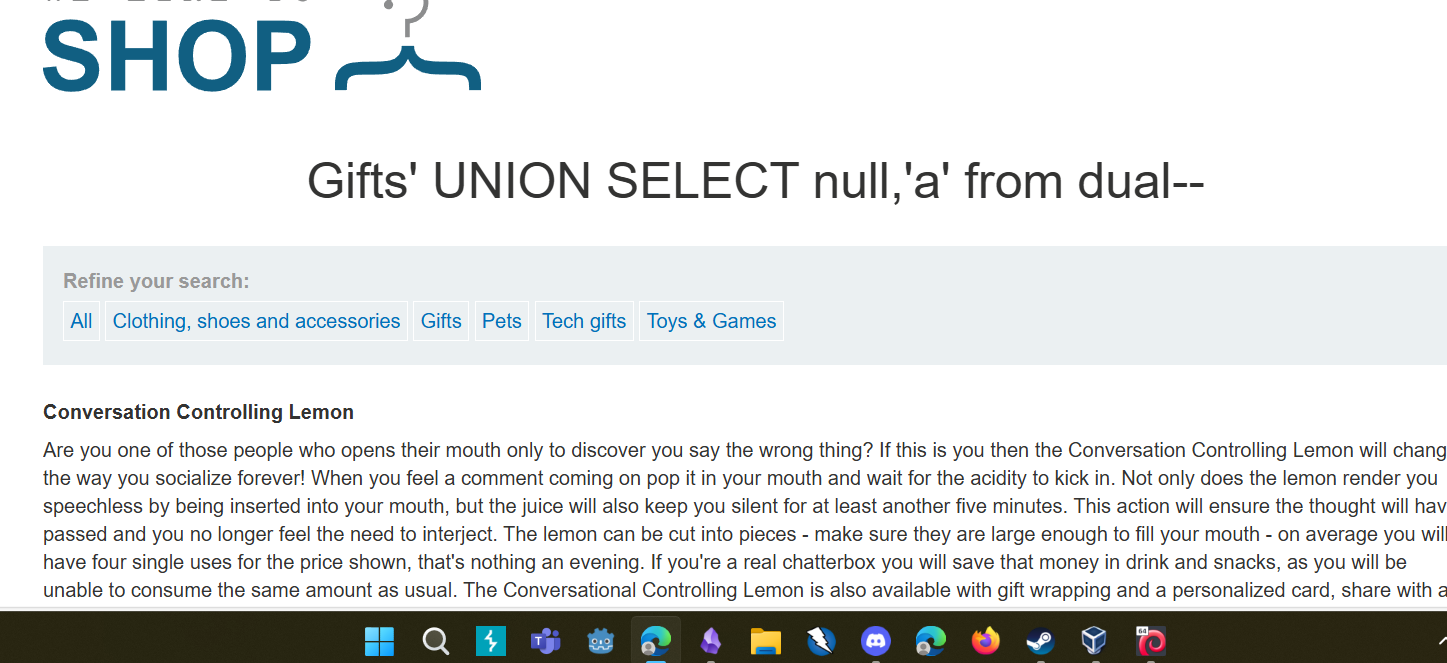 SHOP
Gifts' UNION SELECT null,'a' from dual--
Refine your search:
All Clothing, shoes and accessories Gifts Pets Tech gifts Toys & Games
Conversation Controlling Lemon
Are you one of those people who opens their mouth only to discover you say the wrong thing? If this is you then the Conversation Controlling Lemon will chang
the way you socialize forever! When you feel a comment coming on pop it in your mouth and wait for the acidity to kick in. Not only does the lemon render you
speechless by being inserted into your mouth, but the juice will also keep you silent for at least another five minutes. This action will ensure the thought will hav
passed and you no longer feel the need to interject. The lemon can be cut into pieces - make sure they are large enough to fill your mouth - on average you will
have four single uses for the price shown, that's nothing an evening. If you're a real chatterbox you will save that money in drink and snacks, as you will be
unable to consume the same amount as usual. The Conversational Controlling Lemon is also available with gift wrapping and a personalized card, share with a
64